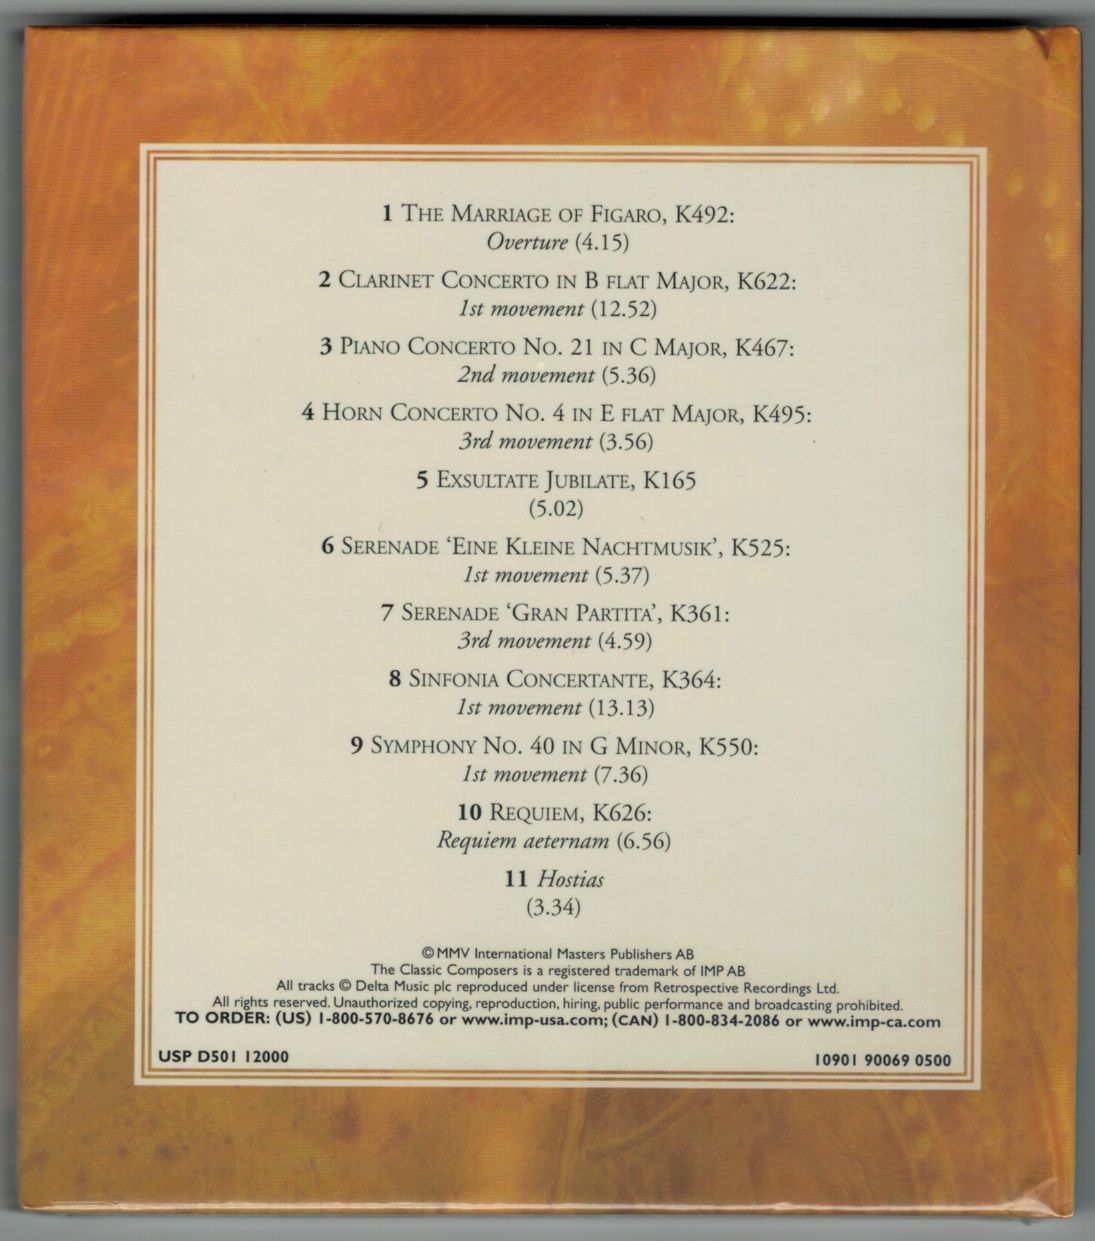 1 The Marriage of Figaro, K492:
Overture (4.15)
2 Clarinet Concerto in B flat Major, K622:
1st movement (12.52)
3 Piano Concerto No. 21 in C Major, K467:
2nd movement (5.36)
4 Horn Concerto No. 4 in E flat Major, K495:
3rd movement (3.56)
5 Exsultate Jubilate, K165
(5.02)
6 Serenade ‘Eine Kleine Nachtmusik’, K525:
1st movement (5.37)
7 Serenade ‘Gran Partita’, K361:
3rd movement (4.59)
8 Sinfonia Concertante, K364:
1st movement (13.13)
9 Symphony No. 40 in G Minor, K550:
1st movement (7.36)
10 Requiem, K626:
Requiem aeternam (6.56)
11 Hostias
(3.34)
© MMV International Masters Publishers AB
The Classic Composers is a registered trademark of IMP AB
All tracks © Delta Music plc reproduced under license from Retrospective Recordings Ltd.
All rights reserved. Unauthorized copying, reproduction, hiring, public performance and broadcasting prohibited.
TO ORDER: (US) 1-800-570-8676 or www.imp-usa.com; (CAN) 1-800-834-2086 or www.imp-ca.com
USP D501 12000
10901 90069 0500